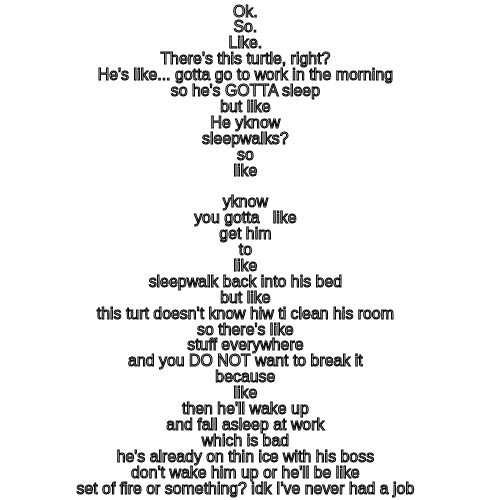 Ok.
So.
Like.
There's this turtle, right?
He's like... gotta go to work in the morning
so he's GOTTA sleep
but like
He yknow
sleepwalks?
so
like
yknow
you gotta   like
get him
to
like
sleepwalk back into his bed
but like
this turt doesn't know hiw ti clean his room
so there's like
stuff everywhere
and you DO NOT want to break it
because
like
then he'll wake up
and fall asleep at work
which is bad
he's already on thin ice with his boss
don't wake him up or he'll be like
set of fire or something? idk I've never had a job